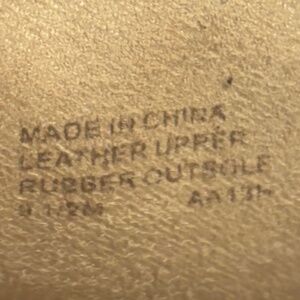 MADE IN CHINA
LEATHER UPPER
RUBBER OUTSOLE
9 1/2M